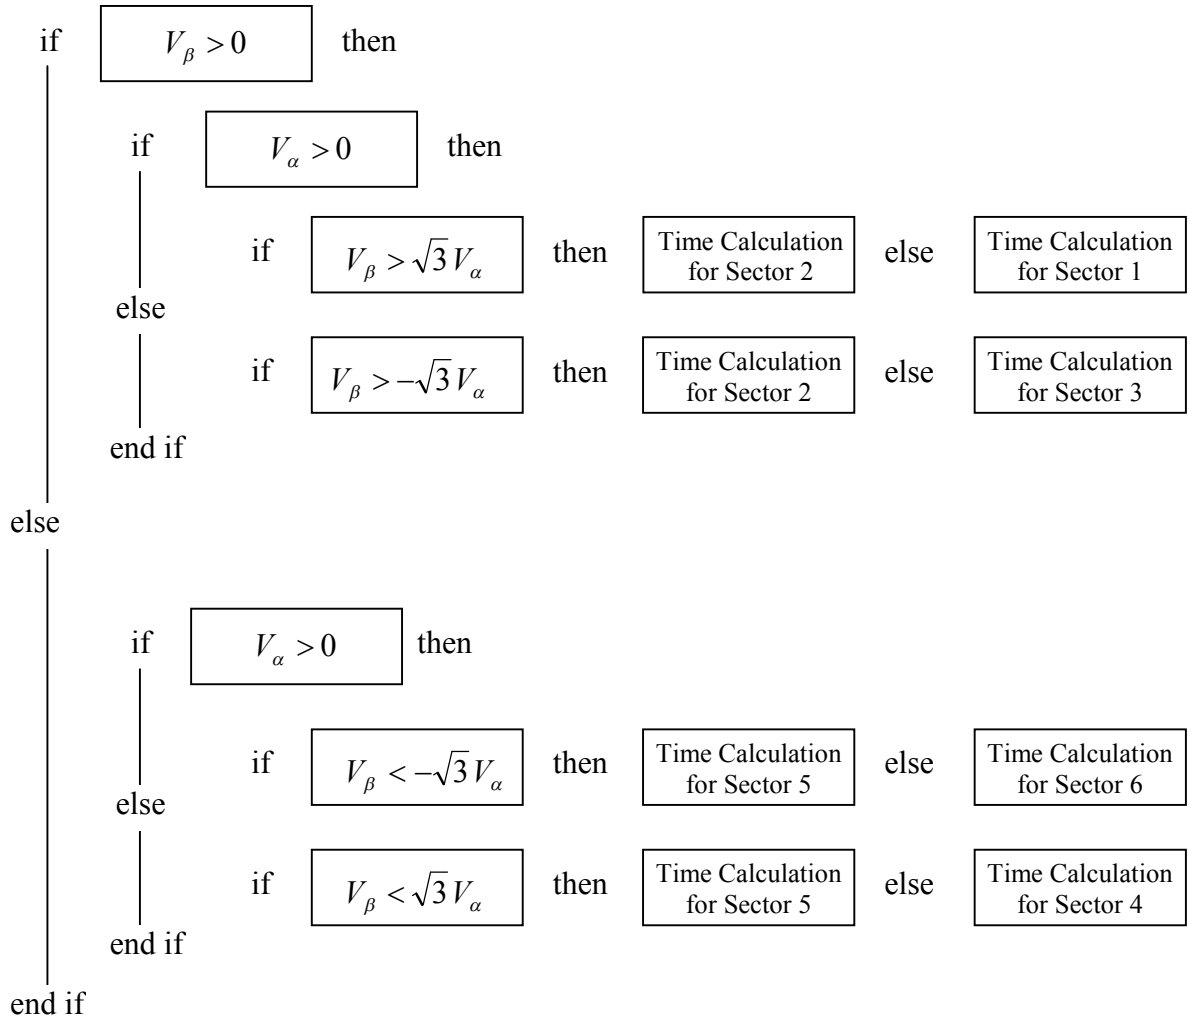 if V_β > 0 then
if V_α > 0 then
if V_β > √3 V_α then Time Calculation for Sector 2 else Time Calculation for Sector 1
else
if V_β > −√3 V_α then Time Calculation for Sector 2 else Time Calculation for Sector 3
end if
else
if V_α > 0 then
if V_β < −√3 V_α then Time Calculation for Sector 5 else Time Calculation for Sector 6
else
if V_β < √3 V_α then Time Calculation for Sector 5 else Time Calculation for Sector 4
end if
end if